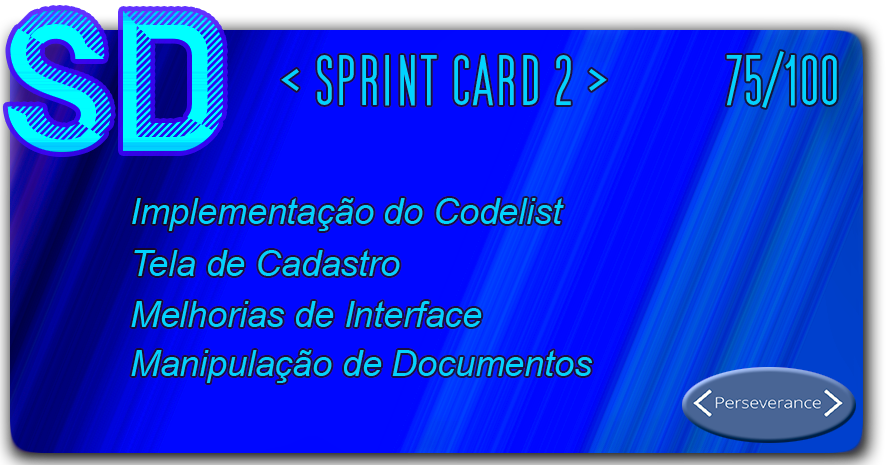 SD
< SPRINT CARD 2 >
75/100
Implementação do Codelist
Tela de Cadastro
Melhorias de Interface
Manipulação de Documentos
<Perseverance>